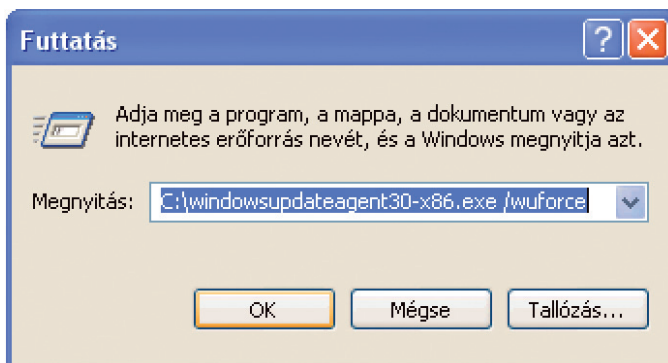 Futtatás
Adja meg a program, a mappa, a dokumentum vagy az
internetes erőforrás nevét, és a Windows megnyitja azt.
Megnyitás: C:\windowsupdateagent30-x86.exe /wuforce
OK Mégse Tallózás...